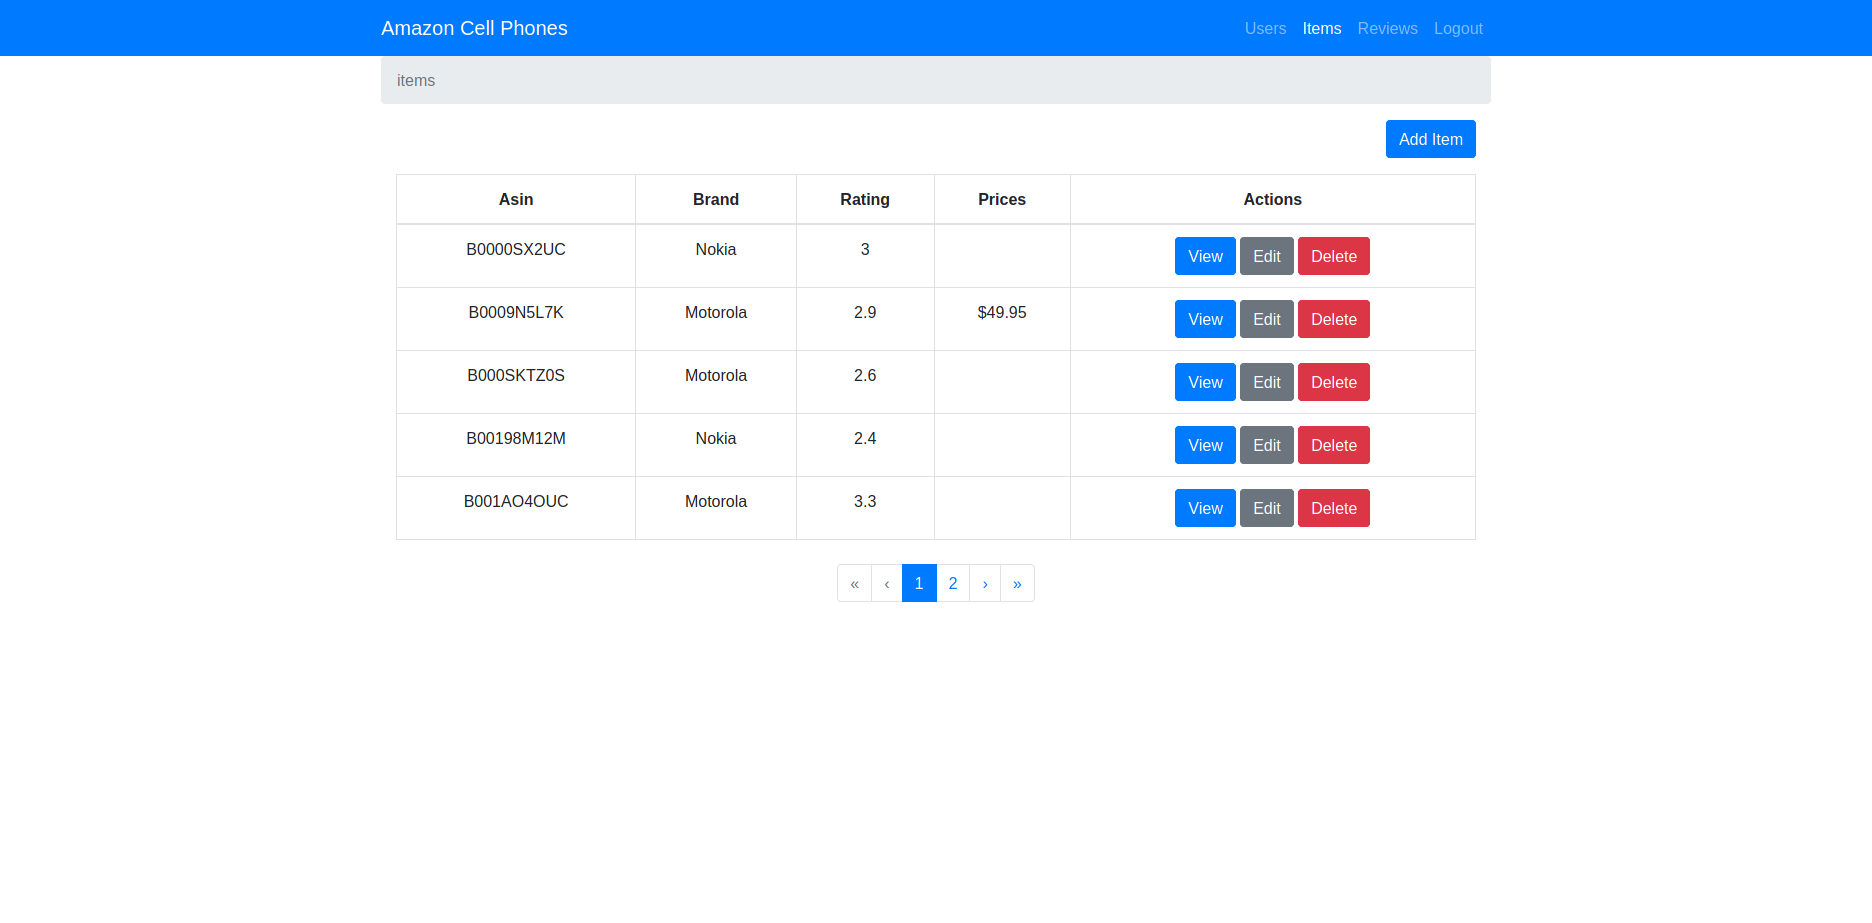 Amazon Cell Phones Users Items Reviews Logout
items
Add Item
Asin Brand Rating Prices Actions
B0000SX2UC Nokia 3 View Edit Delete
B0009N5L7K Motorola 2.9 $49.95 View Edit Delete
B000SKTZ0S Motorola 2.6 View Edit Delete
B00198M12M Nokia 2.4 View Edit Delete
B001AO4OUC Motorola 3.3 View Edit Delete
« ‹ 1 2 › »